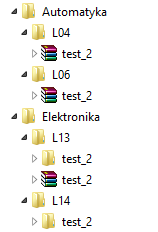 Automatyka
L04
test_2
L06
test_2
Elektronika
L13
test_2
test_2
L14
test_2